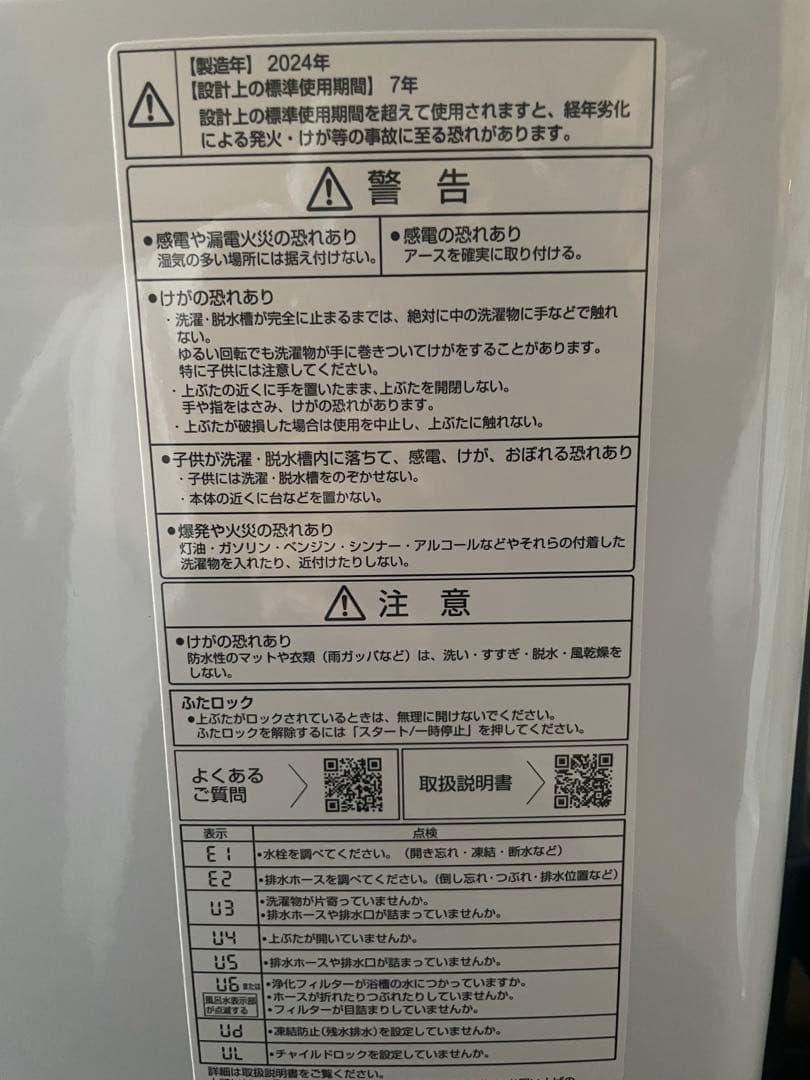 【製造年】 2024年
【設計上の標準使用期間】 7年
設計上の標準使用期間を超えて使用されますと、経年劣化
による発火・けが等の事故に至る恐れがあります。
警 告
●感電や漏電火災の恐れあり
湿気の多い場所には据え付けない。
●感電の恐れあり
アースを確実に取り付ける。
●けがの恐れあり
・洗濯・脱水槽が完全に止まるまでは、絶対に中の洗濯物に手などで触れ
ない。
ゆるい回転でも洗濯物が手に巻きついてけがをすることがあります。
特に子供には注意してください。
・上ぶたの近くに手を置いたまま、上ぶたを開閉しない。
手や指をはさみ、けがの恐れがあります。
・上ぶたが破損した場合は使用を中止し、上ぶたに触れない。
●子供が洗濯・脱水槽内に落ちて、感電、けが、おぼれる恐れあり
・子供には洗濯・脱水槽をのぞかせない。
・本体の近くに台などを置かない。
●爆発や火災の恐れあり
灯油・ガソリン・ベンジン・シンナー・アルコールなどやそれらの付着した
洗濯物を入れたり、近付けたりしない。
注 意
●けがの恐れあり
防水性のマットや衣類（雨ガッパなど）は、洗い・すすぎ・脱水・風乾燥を
しない。
ふたロック
●上ぶたがロックされているときは、無理に開けないでください。
ふたロックを解除するには「スタート/一時停止」を押してください。
よくある
ご質問
取扱説明書
表示 点検
E1 ・水栓を調べてください。（開き忘れ・凍結・断水など）
E2 ・排水ホースを調べてください。（倒し忘れ・つぶれ・排水位置など）
U3 ・洗濯物が片寄っていませんか。
・排水ホースや排水口が詰まっていませんか。
U4 ・上ぶたが開いていませんか。
U5 ・排水ホースや排水口が詰まっていませんか。
U6 または ・浄化フィルターが浴槽の水につかっていますか。
風呂水表示部 ・ホースが折れたりつぶれたりしていませんか。
が点滅する ・フィルターが目詰まりしていませんか。
Ud ・凍結防止（残水排水）を設定していませんか。
UL ・チャイルドロックを設定していませんか。
詳細は取扱説明書をご覧ください。